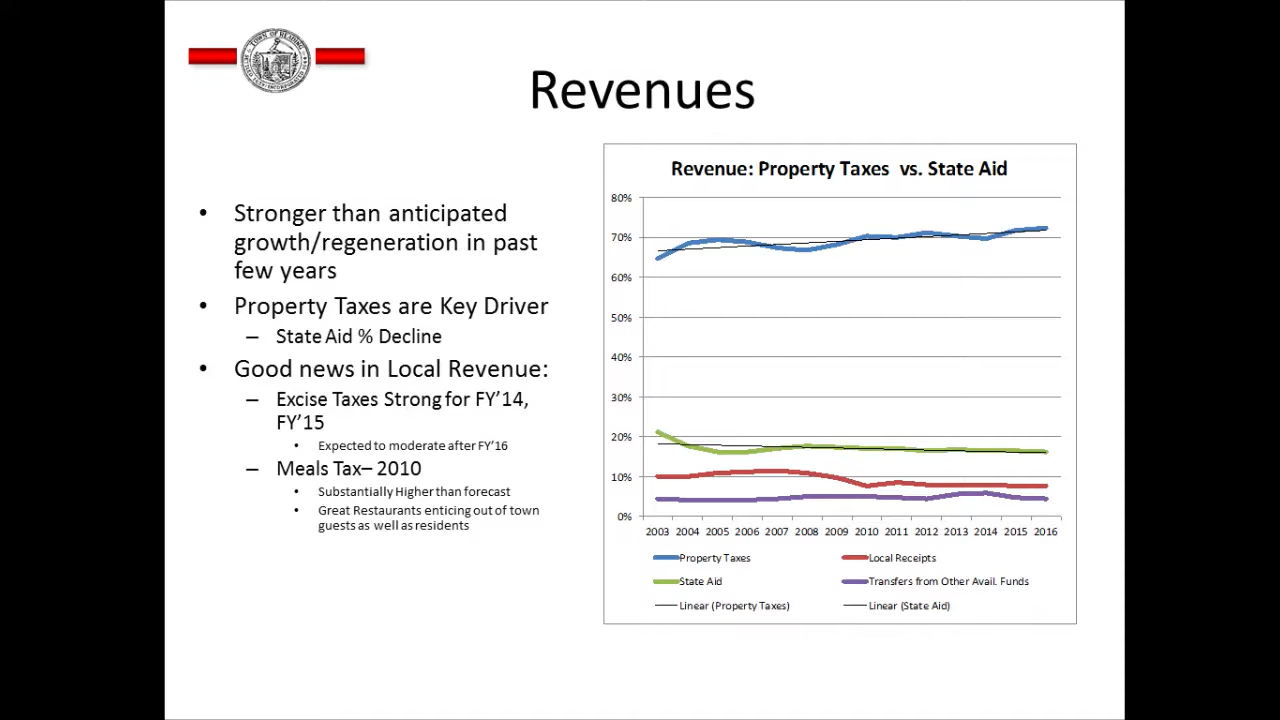 TOWN OF READING
Revenues
• Stronger than anticipated
growth/regeneration in past
few years
• Property Taxes are Key Driver
– State Aid % Decline
• Good news in Local Revenue:
– Excise Taxes Strong for FY’14,
FY’15
• Expected to moderate after FY’16
– Meals Tax– 2010
• Substantially Higher than forecast
• Great Restaurants enticing out of town
guests as well as residents
Revenue: Property Taxes vs. State Aid
80%
70%
60%
50%
40%
30%
20%
10%
0%
2003 2004 2005 2006 2007 2008 2009 2010 2011 2012 2013 2014 2015 2016
Property Taxes Local Receipts
State Aid Transfers from Other Avail. Funds
Linear (Property Taxes) Linear (State Aid)